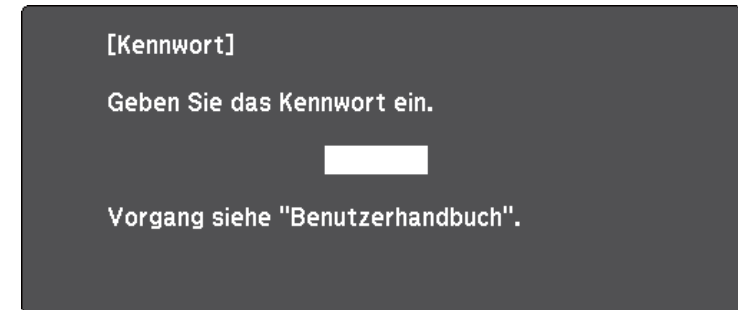 [Kennwort]
Geben Sie das Kennwort ein.
Vorgang siehe "Benutzerhandbuch".